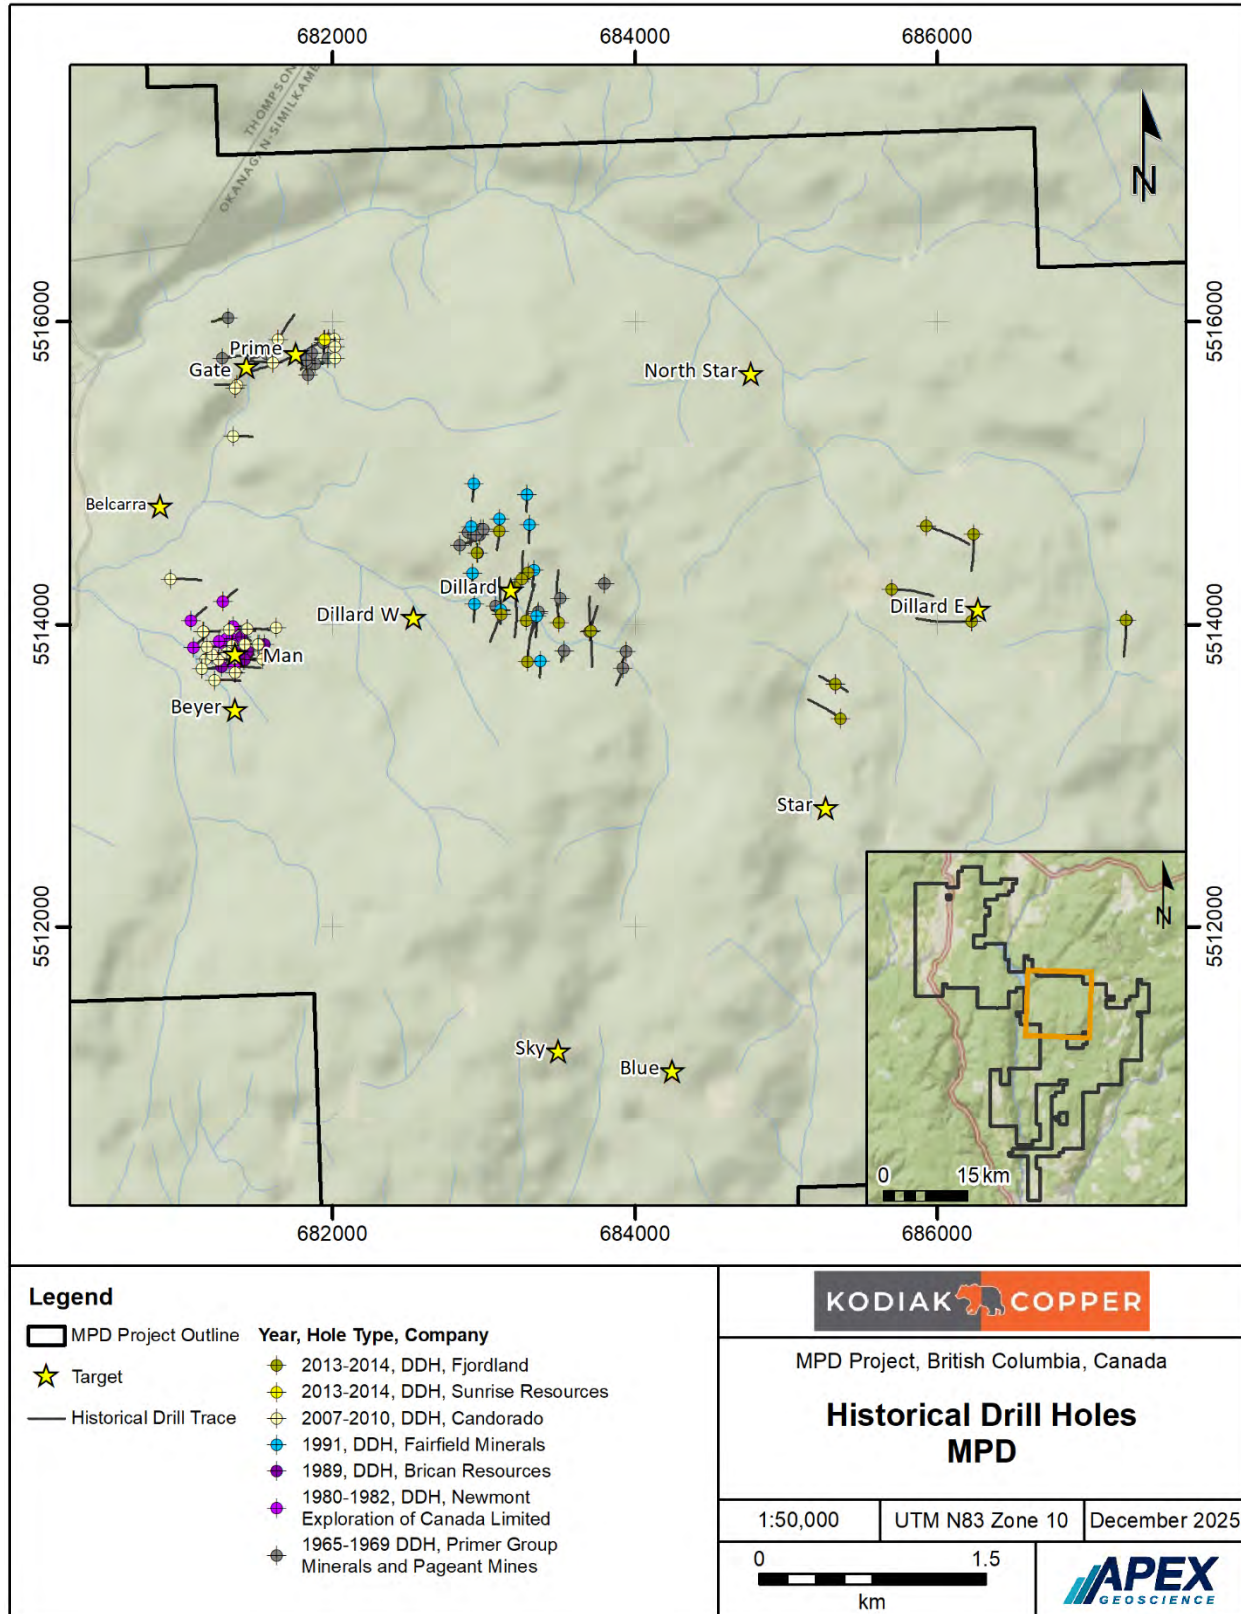 682000
684000
686000
THOMPSON
OKANAGAN-SIMILKAME
N
5516000
5516000
Prime
Gate
North Star
Belcarra
Dillard
Dillard W
Dillard E
5514000
5514000
Man
Beyer
Star
5512000
5512000
N
Sky
Blue
0
15 km
682000
684000
686000
Legend
MPD Project Outline
Target
Historical Drill Trace
Year, Hole Type, Company
2013-2014, DDH, Fjordland
2013-2014, DDH, Sunrise Resources
2007-2010, DDH, Candorado
1991, DDH, Fairfield Minerals
1989, DDH, Brican Resources
1980-1982, DDH, Newmont
Exploration of Canada Limited
1965-1969 DDH, Primer Group
Minerals and Pageant Mines
KODIAK COPPER
MPD Project, British Columbia, Canada
Historical Drill Holes
MPD
1:50,000
UTM N83 Zone 10
December 2025
0
1.5
km
APEX
GEOSCIENCE